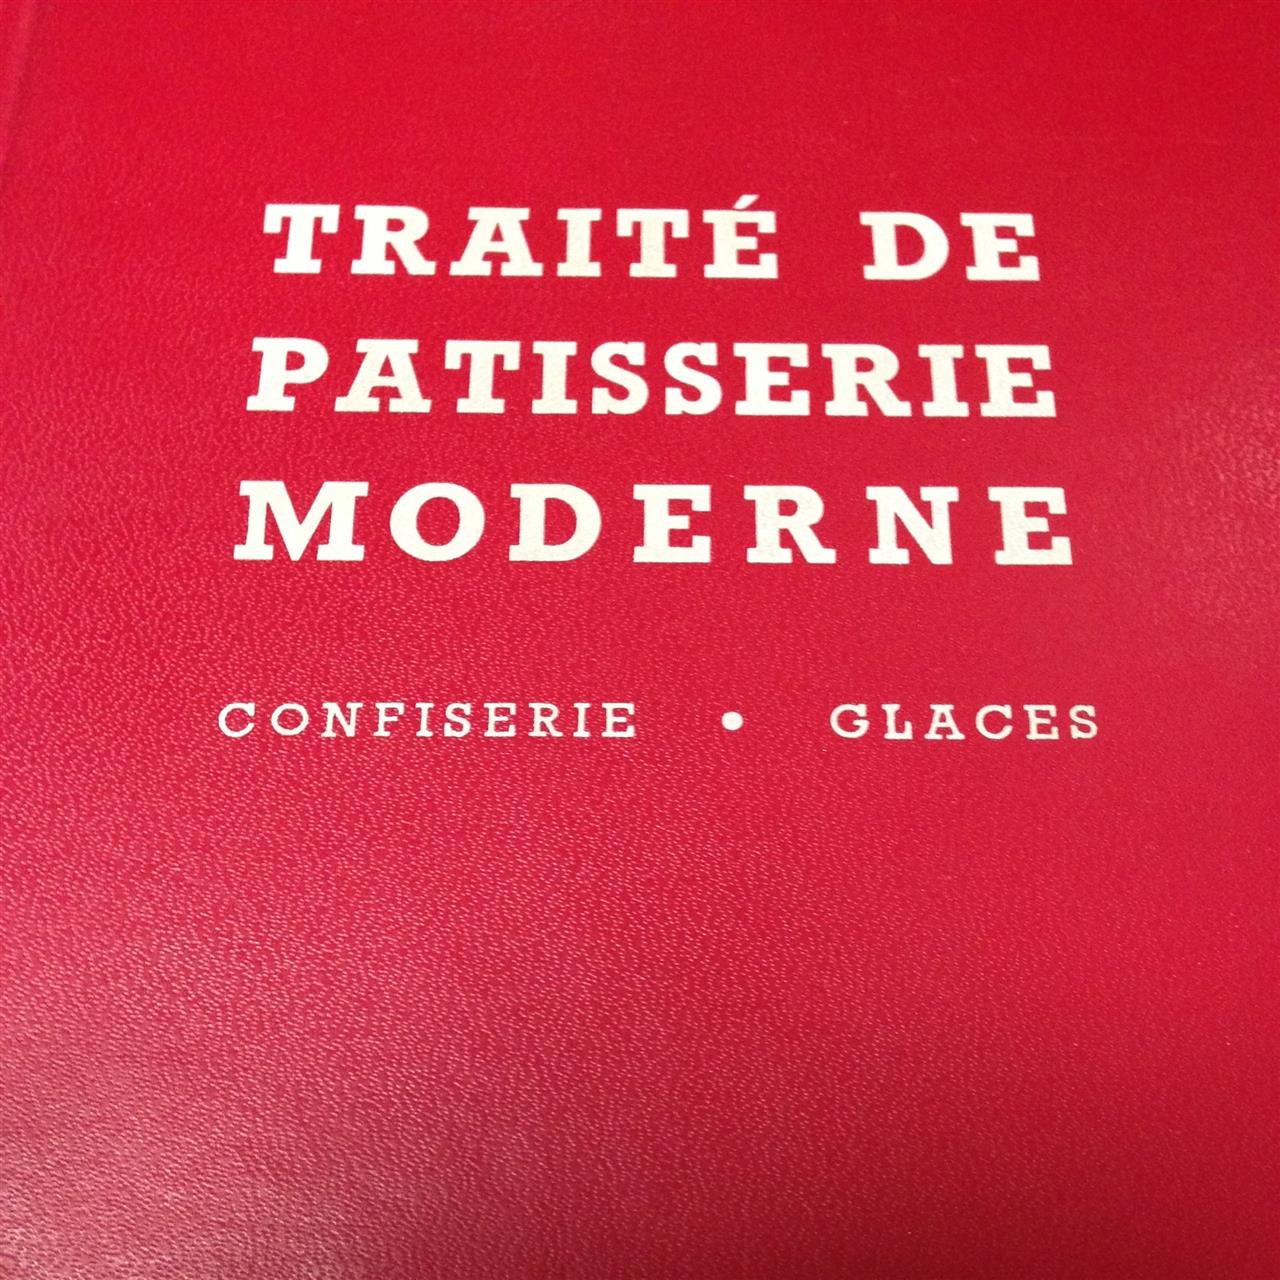 TRAITÉ DE
PATISSERIE
MODERNE
CONFISERIE • GLACES